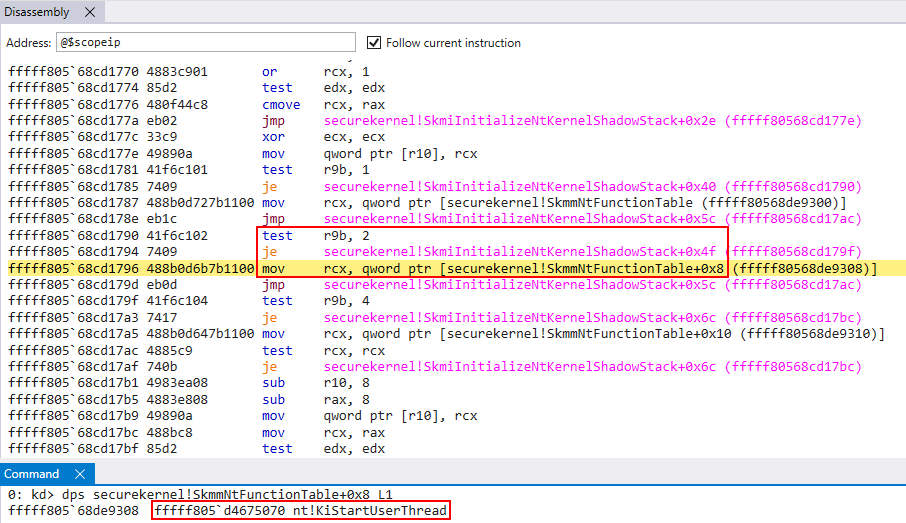 Disassembly X
Address: @$scopeip Follow current instruction
fffff805`68cd1770 4883c901 or rcx, 1
fffff805`68cd1774 85d2 test edx, edx
fffff805`68cd1776 480f44c8 cmove rcx, rax
fffff805`68cd177a eb02 jmp securekernel!SkmiInitializeNtKernelShadowStack+0x2e (fffff80568cd177e)
fffff805`68cd177c 33c9 xor ecx, ecx
fffff805`68cd177e 49890a mov qword ptr [r10], rcx
fffff805`68cd1781 41f6c101 test r9b, 1
fffff805`68cd1785 7409 je securekernel!SkmiInitializeNtKernelShadowStack+0x40 (fffff80568cd1790)
fffff805`68cd1787 488b0d727b1100 mov rcx, qword ptr [securekernel!SkmmNtFunctionTable (fffff80568de9300)]
fffff805`68cd178e eb1c jmp securekernel!SkmiInitializeNtKernelShadowStack+0x5c (fffff80568cd17ac)
fffff805`68cd1790 41f6c102 test r9b, 2
fffff805`68cd1794 7409 je securekernel!SkmiInitializeNtKernelShadowStack+0x4f (fffff80568cd179f)
fffff805`68cd1796 488b0d6b7b1100 mov rcx, qword ptr [securekernel!SkmmNtFunctionTable+0x8 (fffff80568de9308)]
fffff805`68cd179d eb0d jmp securekernel!SkmiInitializeNtKernelShadowStack+0x5c (fffff80568cd17ac)
fffff805`68cd179f 41f6c104 test r9b, 4
fffff805`68cd17a3 7417 je securekernel!SkmiInitializeNtKernelShadowStack+0x6c (fffff80568cd17bc)
fffff805`68cd17a5 488b0d647b1100 mov rcx, qword ptr [securekernel!SkmmNtFunctionTable+0x10 (fffff80568de9310)]
fffff805`68cd17ac 4885c9 test rcx, rcx
fffff805`68cd17af 740b je securekernel!SkmiInitializeNtKernelShadowStack+0x6c (fffff80568cd17bc)
fffff805`68cd17b1 4983ea08 sub r10, 8
fffff805`68cd17b5 4883e808 sub rax, 8
fffff805`68cd17b9 49890a mov qword ptr [r10], rcx
fffff805`68cd17bc 488bc8 mov rcx, rax
fffff805`68cd17bf 85d2 test edx, edx
Command X
0: kd> dps securekernel!SkmmNtFunctionTable+0x8 L1
fffff805`68de9308 fffff805`d4675070 nt!KiStartUserThread